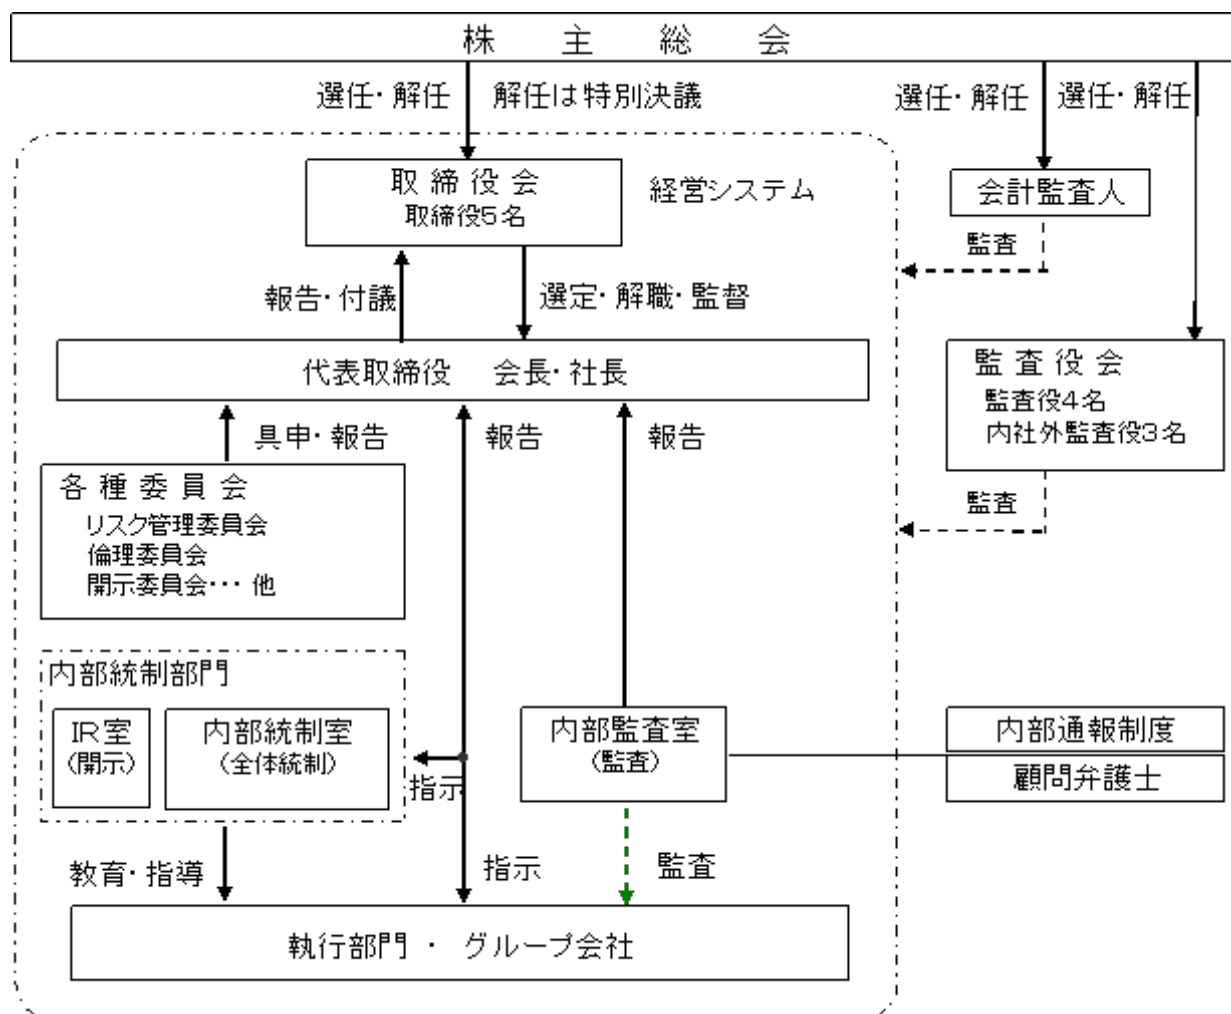 株主総会
選任・解任
解任は特別決議
選任・解任
選任・解任
取締役会
取締役5名
経営システム
会計監査人
監査
報告・付議
選定・解職・監督
代表取締役 会長・社長
監査役会
監査役4名
内社外監査役3名
監査
具申・報告
報告
報告
各種委員会
リスク管理委員会
倫理委員会
開示委員会・・・他
内部統制部門
IR室
(開示)
内部統制室
(全体統制)
指示
内部監査室
(監査)
内部通報制度
顧問弁護士
教育・指導
指示
監査
執行部門・グループ会社